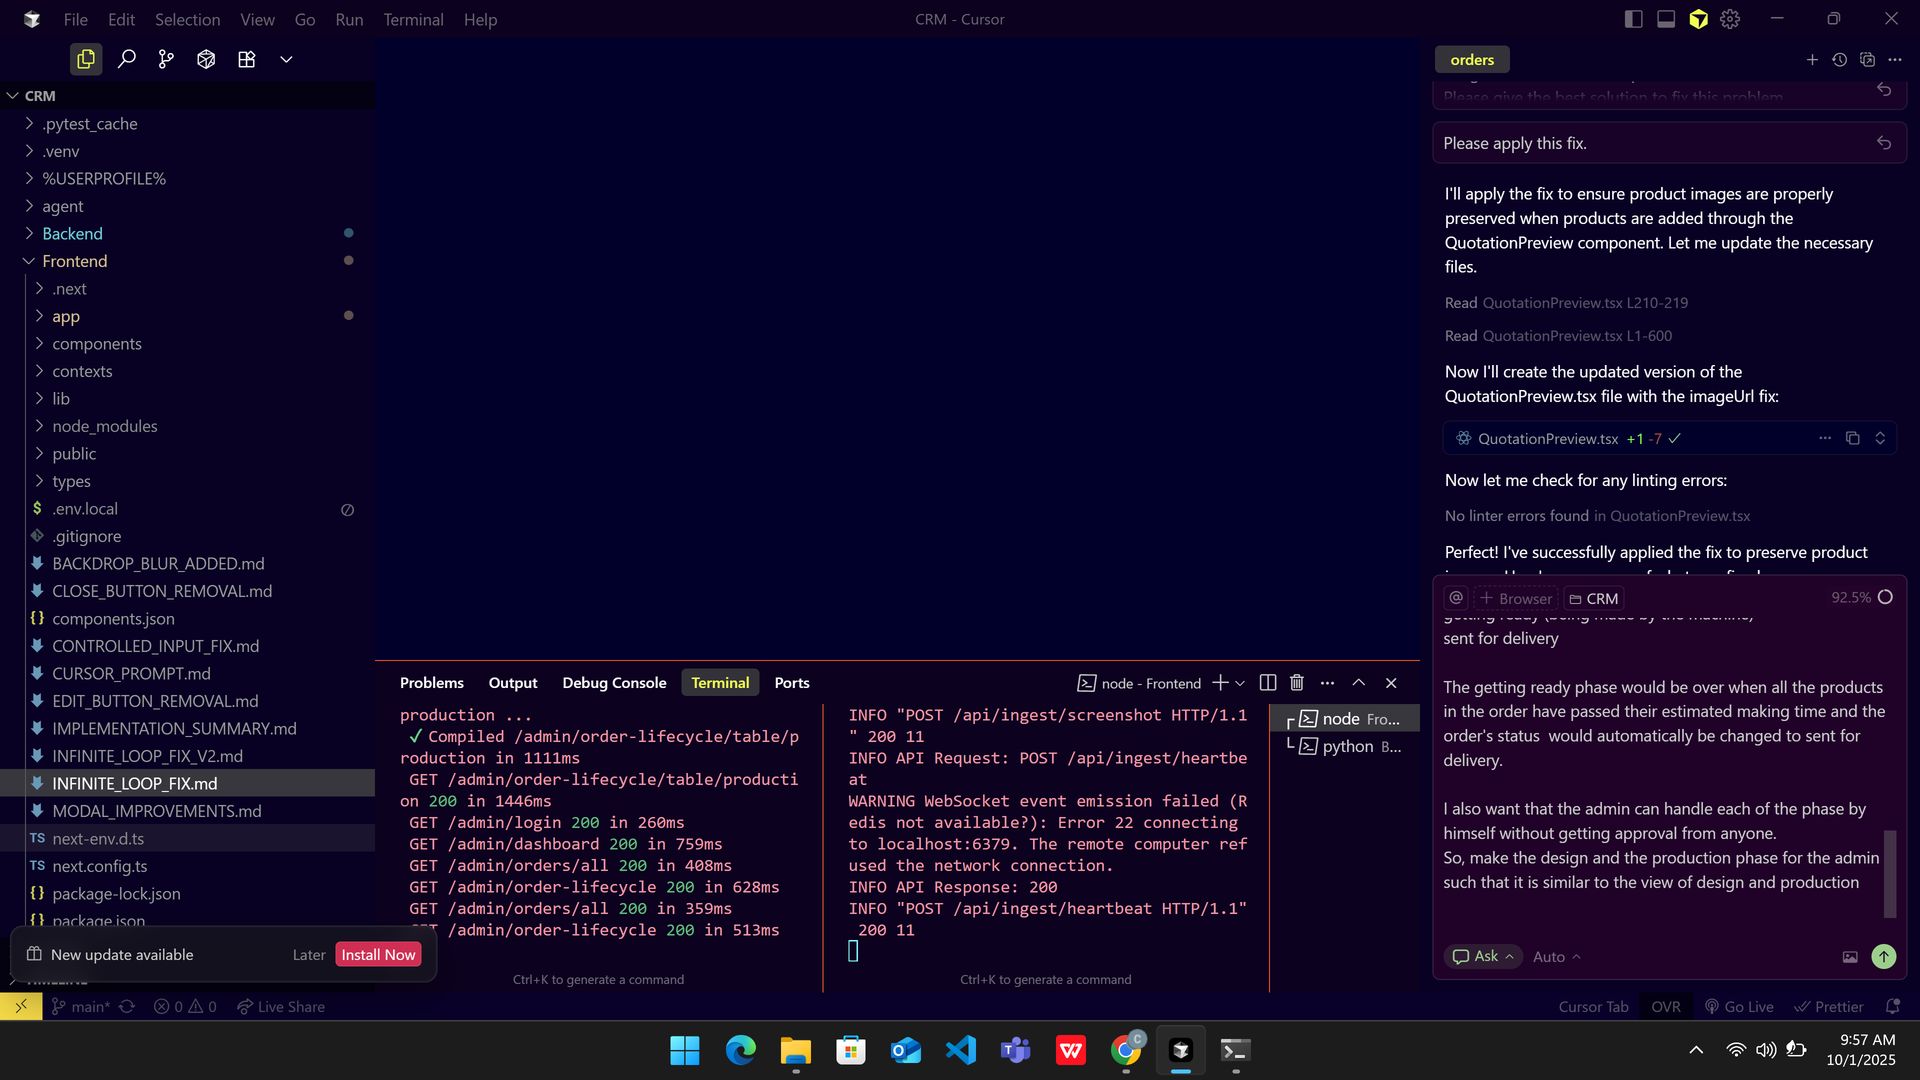 File Edit Selection View Go Run Terminal Help
CRM - Cursor
CRM
.pytest_cache
.venv
%USERPROFILE%
agent
Backend
Frontend
.next
app
components
contexts
lib
node_modules
public
types
.env.local
.gitignore
BACKDROP_BLUR_ADDED.md
CLOSE_BUTTON_REMOVAL.md
components.json
CONTROLLED_INPUT_FIX.md
CURSOR_PROMPT.md
EDIT_BUTTON_REMOVAL.md
IMPLEMENTATION_SUMMARY.md
INFINITE_LOOP_FIX_V2.md
INFINITE_LOOP_FIX.md
MODAL_IMPROVEMENTS.md
TS next-env.d.ts
TS next.config.ts
package-lock.json
package.json
New update available Later Install Now
TIMELINE
Problems Output Debug Console Terminal Ports
node - Frontend
production ...
✓ Compiled /admin/order-lifecycle/table/p
roduction in 1111ms
GET /admin/order-lifecycle/table/producti
on 200 in 1446ms
GET /admin/login 200 in 260ms
GET /admin/dashboard 200 in 759ms
GET /admin/orders/all 200 in 408ms
GET /admin/order-lifecycle 200 in 628ms
GET /admin/orders/all 200 in 359ms
GET /admin/order-lifecycle 200 in 513ms
Ctrl+K to generate a command
INFO "POST /api/ingest/screenshot HTTP/1.1
" 200 11
INFO API Request: POST /api/ingest/heartbe
at
WARNING WebSocket event emission failed (R
edis not available?): Error 22 connecting
to localhost:6379. The remote computer ref
used the network connection.
INFO API Response: 200
INFO "POST /api/ingest/heartbeat HTTP/1.1"
200 11
Ctrl+K to generate a command
node Fro...
python B...
orders
Please give the best solution to fix this problem
Please apply this fix.
I'll apply the fix to ensure product images are properly
preserved when products are added through the
QuotationPreview component. Let me update the necessary
files.
Read QuotationPreview.tsx L210-219
Read QuotationPreview.tsx L1-600
Now I'll create the updated version of the
QuotationPreview.tsx file with the imageUrl fix:
QuotationPreview.tsx +1 -7
Now let me check for any linting errors:
No linter errors found in QuotationPreview.tsx
Perfect! I've successfully applied the fix to preserve product
@ + Browser CRM 92.5%
getting ready (being made by the machine)
sent for delivery
The getting ready phase would be over when all the products
in the order have passed their estimated making time and the
order's status would automatically be changed to sent for
delivery.
I also want that the admin can handle each of the phase by
himself without getting approval from anyone.
So, make the design and the production phase for the admin
such that it is similar to the view of design and production
Ask Auto
main* 0 0 Live Share
Cursor Tab OVR Go Live Prettier
9:57 AM
10/1/2025